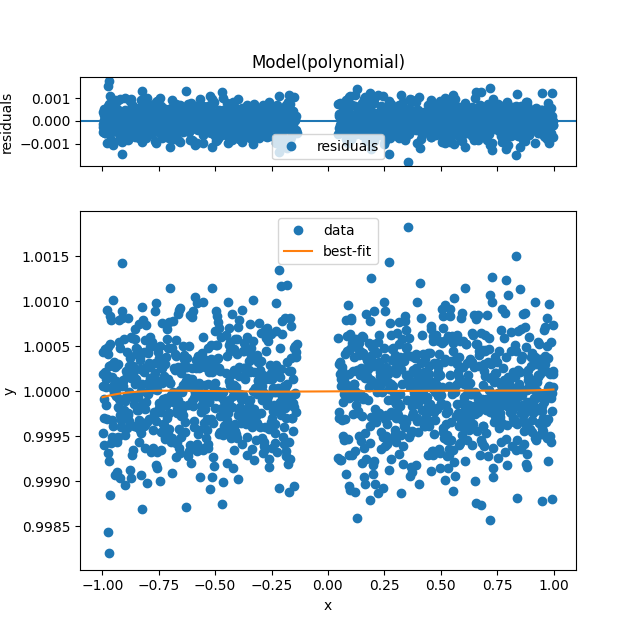 Model(polynomial)
residuals
0.001
0.000
−0.001
residuals
data
best-fit
y
1.0015
1.0010
1.0005
1.0000
0.9995
0.9990
0.9985
−1.00 −0.75 −0.50 −0.25 0.00 0.25 0.50 0.75 1.00
x